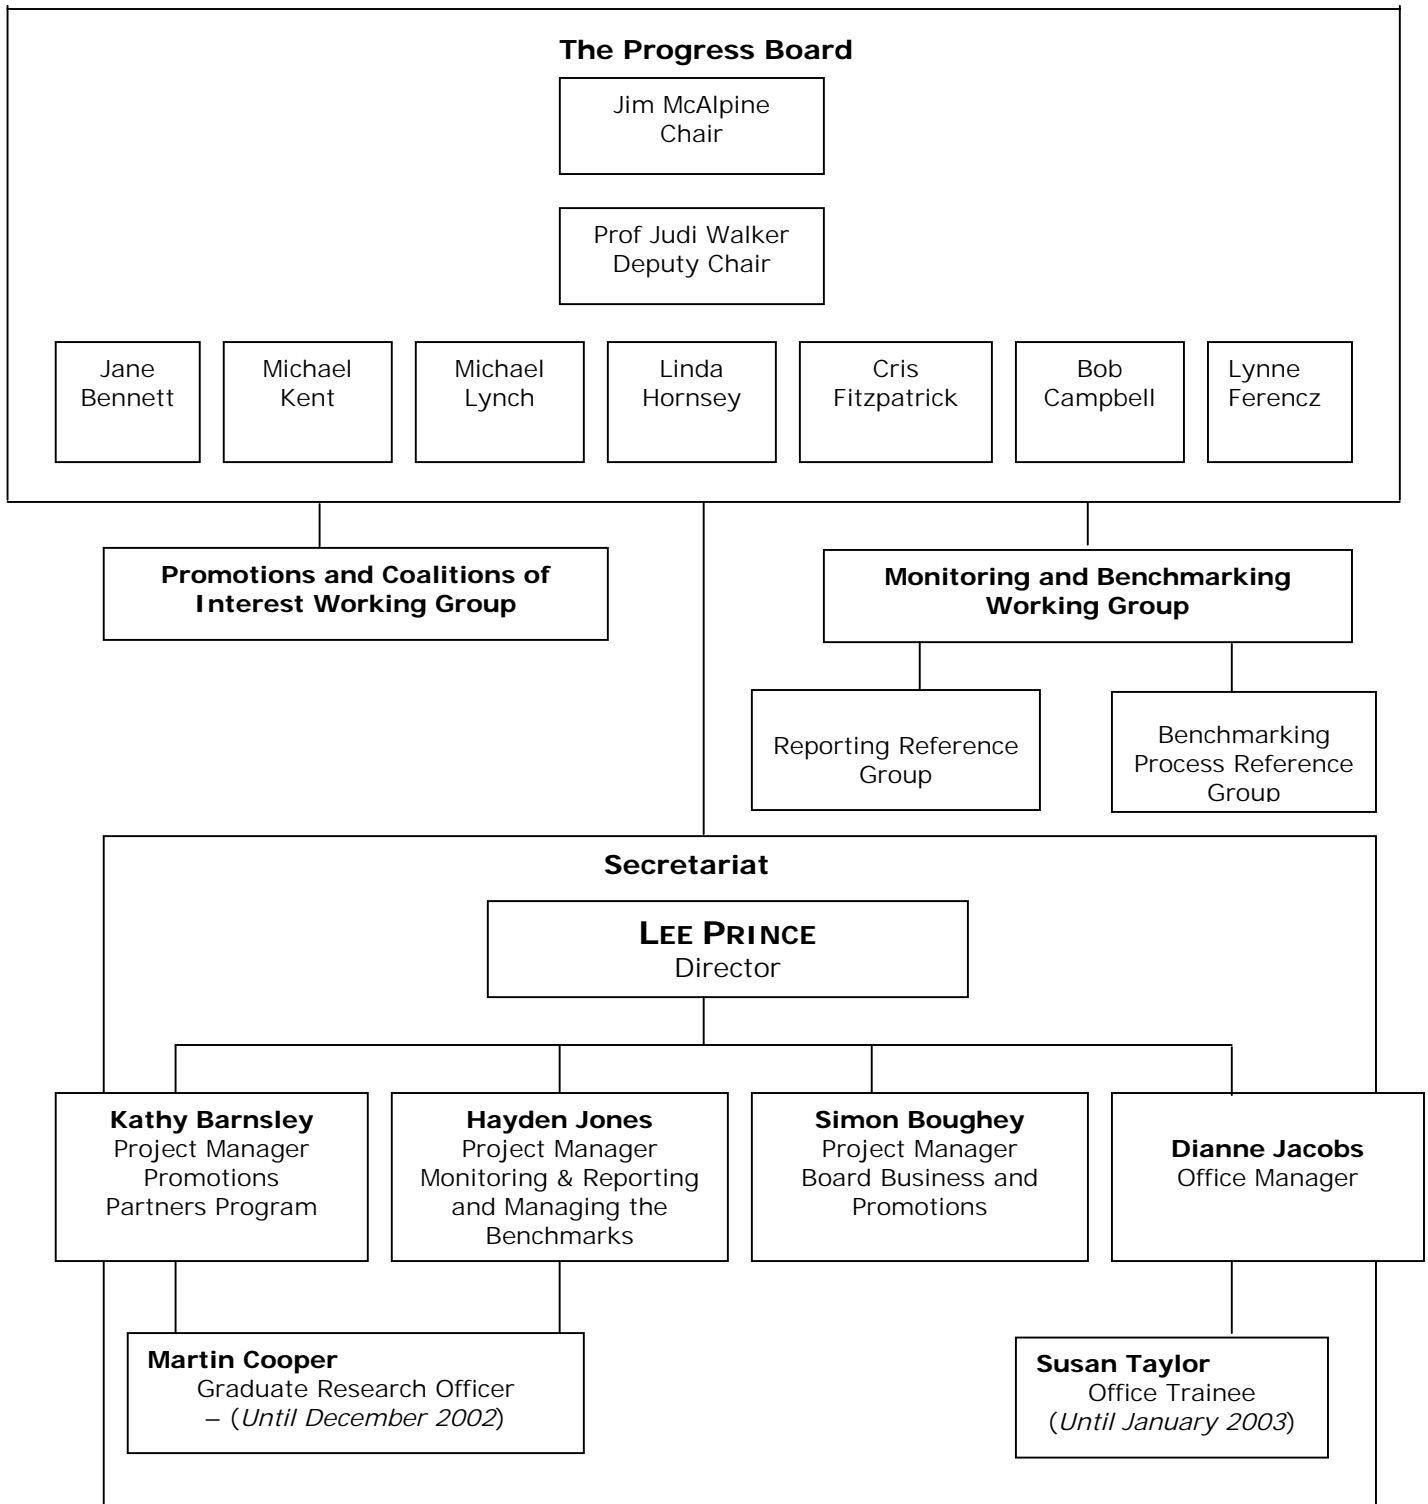 The Progress Board
Jim McAlpine
Chair
Prof Judi Walker
Deputy Chair
Jane
Bennett
Michael
Kent
Michael
Lynch
Linda
Hornsey
Cris
Fitzpatrick
Bob
Campbell
Lynne
Ferencz
Promotions and Coalitions of
Interest Working Group
Monitoring and Benchmarking
Working Group
Reporting Reference
Group
Benchmarking
Process Reference
Group
Secretariat
LEE PRINCE
Director
Kathy Barnsley
Project Manager
Promotions
Partners Program
Hayden Jones
Project Manager
Monitoring & Reporting
and Managing the
Benchmarks
Simon Boughey
Project Manager
Board Business and
Promotions
Dianne Jacobs
Office Manager
Martin Cooper
Graduate Research Officer
– (Until December 2002)
Susan Taylor
Office Trainee
(Until January 2003)